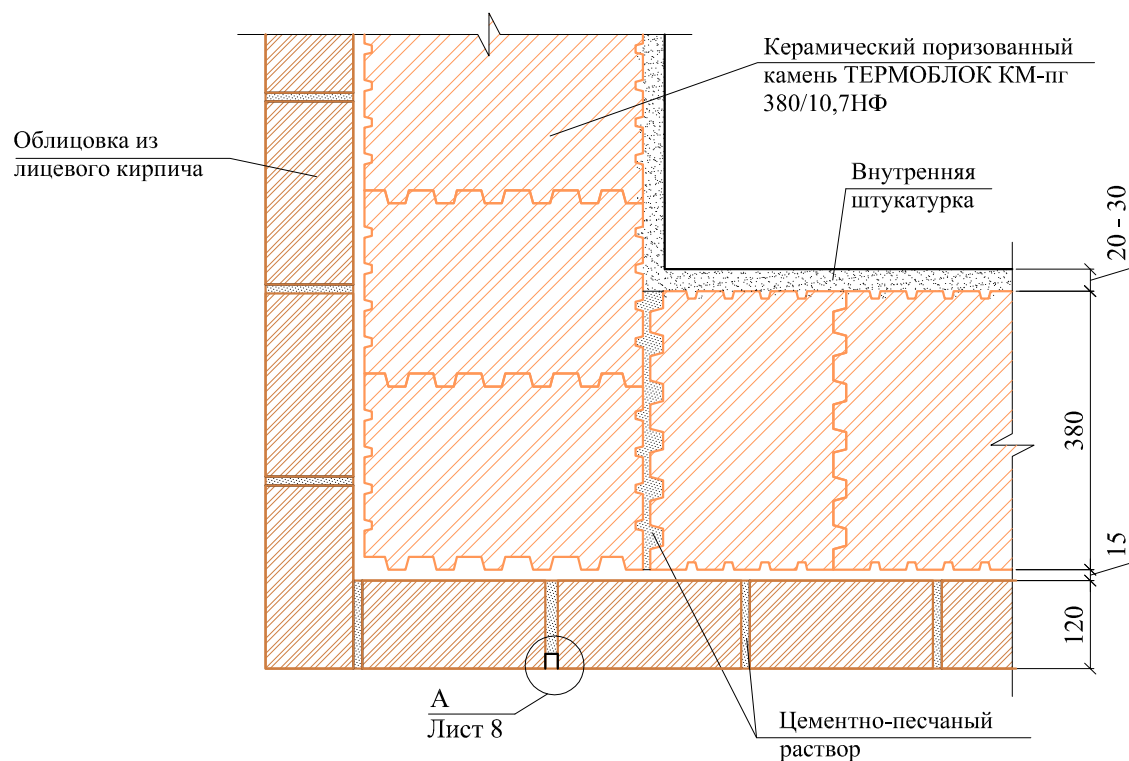 Керамический поризованный
камень ТЕРМОБЛОК КМ-пг
380/10,7НФ
Облицовка из
лицевого кирпича
Внутренняя
штукатурка
20 - 30
380
15
120
А
Лист 8
Цементно-песчаный
раствор